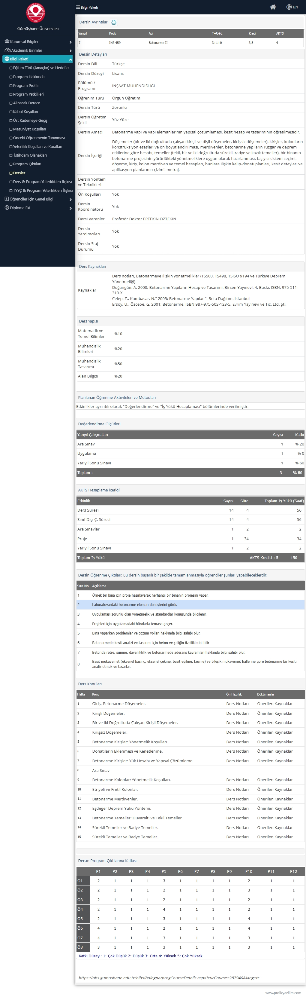 GÜMÜŞHANE ÜNİVERSİTESİ
2008
Gümüşhane Üniversitesi
Kurumsal Bilgiler
Akademik Birimler
Bilgi Paketi
Eğitim Türü (Amaçlar) ve Hedefler
Program Hakkında
Program Profili
Program Yetkilileri
Alınacak Derece
Kabul Koşulları
Üst Kademeye Geçiş
Mezuniyet Koşulları
Önceki Öğrenmenin Tanınması
Yeterlilik Koşulları ve Kuralları
İstihdam Olanakları
Program Çıktıları
Dersler
Ders & Program Yeterlilikleri İlişkisi
TYYÇ & Program Yeterlilikleri İlişkisi
Öğrenciler İçin Genel Bilgi
Diploma Eki
Bilgi Paketi
EN
Dersin Ayrıntıları
Yarıyıl Kodu Adı T+U+L Kredi AKTS
7 INS 459 Betonarme-II 3+1+0 3,5 4
Dersin Detayları
Dersin Dili Türkçe
Dersin Düzeyi Lisans
Bölümü /
Programı İNŞAAT MÜHENDİSLİĞİ
Öğrenim Türü Örgün Öğretim
Dersin Türü Zorunlu
Dersin Öğretim
Şekli Yüz Yüze
Dersin Amacı Betonarme yapı ve yapı elemanlarının yapısal çözümlemesi, kesit hesap ve tasarımının öğretilmesidir.
Dersin İçeriği Döşemeler (bir ve iki doğrultuda çalışan kirişli ve dişli döşemeler, kirişsiz döşemeler), kirişler, kolonların
konstrüksiyon esasları ve ön boyutlandırılması, merdivenler, betonarme yapıların rüzgar ve deprem
etkilerine göre hesabı, temeller (tekil, bir ve iki doğrultuda sürekli, radye ve kazık temeller), bir binanın
betonarme projesinin yürürlükteki yönetmeliklere uygun olarak hazırlanması, taşıyıcı sistem seçimi,
döşeme, kiriş, kolon merdiven ve temel hesapları, bunlara ilişkin kalıp-donatı planları, kesit detayları ve
aplikasyon planlarının çizimi, metraj.
Dersin Yöntem
ve Teknikleri
Ön Koşulları Yok
Dersin
Koordinatörü Yok
Dersi Verenler Profesör Doktor ERTEKİN ÖZTEKİN
Dersin
Yardımcıları Yok
Dersin Staj
Durumu Yok
Ders Kaynakları
Kaynaklar Ders notları, Betonarmeye ilişkin yönetmelikler (TS500, TS498, TSISO 9194 ve Türkiye Deprem
Yönetmeliği)
Doğangün, A. 2008; Betonarme Yapıların Hesap ve Tasarımı, Birsen Yayınevi, 4. Baskı, ISBN: 975-511-
310-X
Celep, Z., Kumbasar, N." 2005; Betonarme Yapılar ", Beta Dağıtım, İstanbul
Ersoy, U., Özcebe, G. 2001; Betonarme, ISBN 987-975-503-123-5, Evrim Yayınevi ve Tic. Ltd. Şti.
Ders Yapısı
Matematik ve
Temel Bilimler %10
Mühendislik
Bilimleri %20
Mühendislik
Tasarımı %50
Alan Bilgisi %20
Planlanan Öğrenme Aktiviteleri ve Metodları
Etkinlikler ayrıntılı olarak "Değerlendirme" ve "İş Yükü Hesaplaması" bölümlerinde verilmiştir.
Değerlendirme Ölçütleri
Yarıyıl Çalışmaları Sayısı Katkı
Ara Sınav 1 % 20
Uygulama 1 % 0
Yarıyıl Sonu Sınavı 1 % 60
Toplam : 3 % 80
AKTS Hesaplama İçeriği
Etkinlik Sayısı Süre Toplam İş Yükü (Saat)
Ders Süresi 14 4 56
Sınıf Dışı Ç. Süresi 14 4 56
Ara Sınavlar 1 2 2
Proje 1 34 34
Yarıyıl Sonu Sınavı 1 2 2
Toplam İş Yükü AKTS Kredisi : 5 150
Dersin Öğrenme Çıktıları: Bu dersin başarılı bir şekilde tamamlanmasıyla öğrenciler şunları yapabileceklerdir:
Sıra No Açıklama
1 Örnek bir bina için proje hazırlayarak herhangi bir binanın projesini yapar.
2 Laboratuvardaki betonarme eleman deneylerini görür.
3 Uygulaması zorunlu olan yönetmelik ve standardlar konusunda bilgilenir.
4 Projeleri için uygulamadaki bürolarla temasa geçer.
5 Bina yaparken problemler ve çözüm yolları hakkında bilgi sahibi olur.
6 Betonarmede kesit analizi ve tasarımı için beton ve çeliğin özelliklerini bilir
7 Betonda rötre, sünme, dayanıklılık ve betonarmede aderans kavramları hakkında bilgi sahibi olur.
8 Basit mukavemet (eksenel basınç, eksenel çekme, basit eğilme, kesme) ve bileşik mukavemet hallerine göre betonarme bir kesiti
analiz etmek ve tasarlar.
Ders Konuları
Hafta Konu Ön Hazırlık Dökümanlar
1 Giriş, Betonarme Döşemeler. Ders Notları Önerilen Kaynaklar
2 Kirişli Döşemeler. Ders Notları Önerilen Kaynaklar
3 Bir ve İki Doğrultuda Çalışan Kirişli Döşemeler. Ders Notları Önerilen Kaynaklar
4 Kirişsiz Döşemeler. Ders Notları Önerilen Kaynaklar
5 Betonarme Kirişler: Yönetmelik Koşulları. Ders Notları Önerilen Kaynaklar
6 Donatıların Eklenmesi ve Kenetlenme. Ders Notları Önerilen Kaynaklar
7 Betonarme Kirişler: Yük Hesabı ve Yapısal Çözümleme. Ders Notları Önerilen Kaynaklar
8 Ara Sınav
9 Betonarme Kolonlar: Yönetmelik Koşulları. Ders Notları Önerilen Kaynaklar
10 Etriyeli ve Fretli Kolonlar. Ders Notları Önerilen Kaynaklar
11 Betonarme Merdivenler. Ders Notları Önerilen Kaynaklar
12 Eşdeğer Deprem Yükü Yöntemi. Ders Notları Önerilen Kaynaklar
13 Betonarme Temeller: Duvaraltı ve Tekil Temeller. Ders Notları Önerilen Kaynaklar
14 Sürekli Temeller ve Radye Temeller. Ders Notları Önerilen Kaynaklar
15 Sürekli Temeller ve Radye Temeller. Ders Notları Önerilen Kaynaklar
Dersin Program Çıktılarına Katkısı
P1 P2 P3 P4 P5 P6 P7 P8 P9 P10 P11 P12
Ö1 2 1 1 1 3 1 1 1 1 2 1 1
Ö2 2 1 1 1 2 1 1 1 1 3 1 1
Ö3 2 1 1 1 2 1 1 1 1 2 1 1
Ö4 2 1 1 1 4 1 1 1 1 2 1 1
Ö5 2 1 1 1 3 1 1 1 1 4 1 1
Ö6 4 1 1 1 2 1 1 1 1 4 1 1
Ö7 4 1 1 1 3 1 1 1 1 3 1 1
Ö8 3 1 1 1 3 1 1 1 1 3 1 1
Katkı Düzeyi: 1: Çok Düşük 2: Düşük 3: Orta 4: Yüksek 5: Çok Yüksek
https://obs.gumushane.edu.tr/oibs/bologna/progCourseDetails.aspx?curCourse=287940&lang=tr
www.prolizyazilim.com